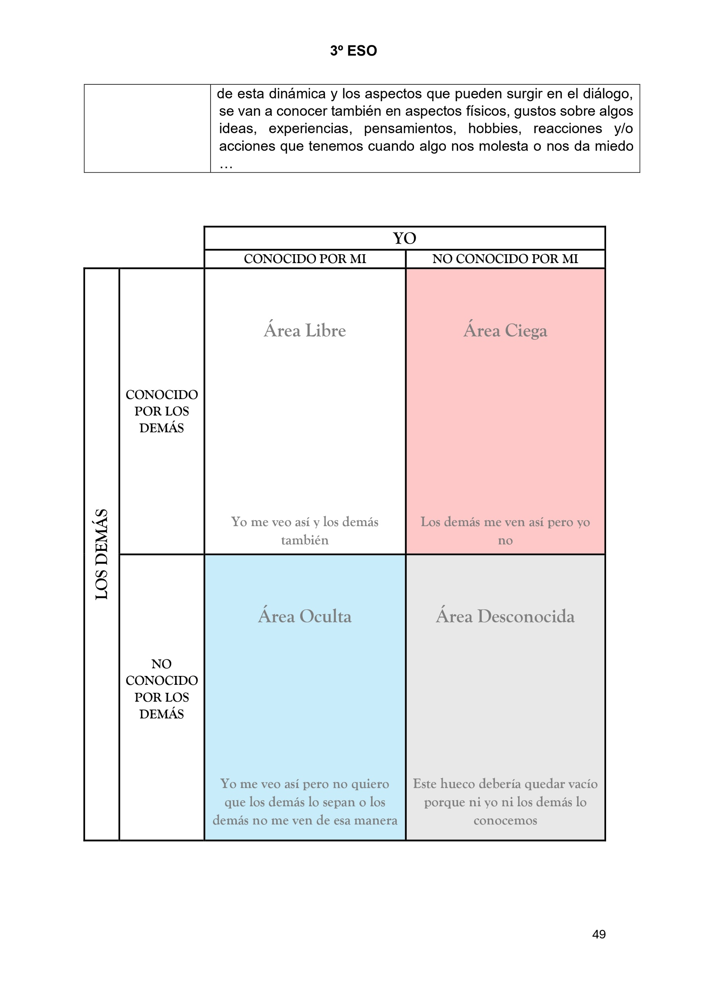 3º ESO
de esta dinámica y los aspectos que pueden surgir en el diálogo,
se van a conocer también en aspectos físicos, gustos sobre algos
ideas, experiencias, pensamientos, hobbies, reacciones y/o
acciones que tenemos cuando algo nos molesta o nos da miedo
…
YO
CONOCIDO POR MI
NO CONOCIDO POR MI
LOS DEMÁS
CONOCIDO
POR LOS
DEMÁS
Área Libre
Yo me veo así y los demás
también
Área Ciega
Los demás me ven así pero yo
no
NO
CONOCIDO
POR LOS
DEMÁS
Área Oculta
Yo me veo así pero no quiero
que los demás lo sepan o los
demás no me ven de esa manera
Área Desconocida
Este hueco debería quedar vacío
porque ni yo ni los demás lo
conocemos
49